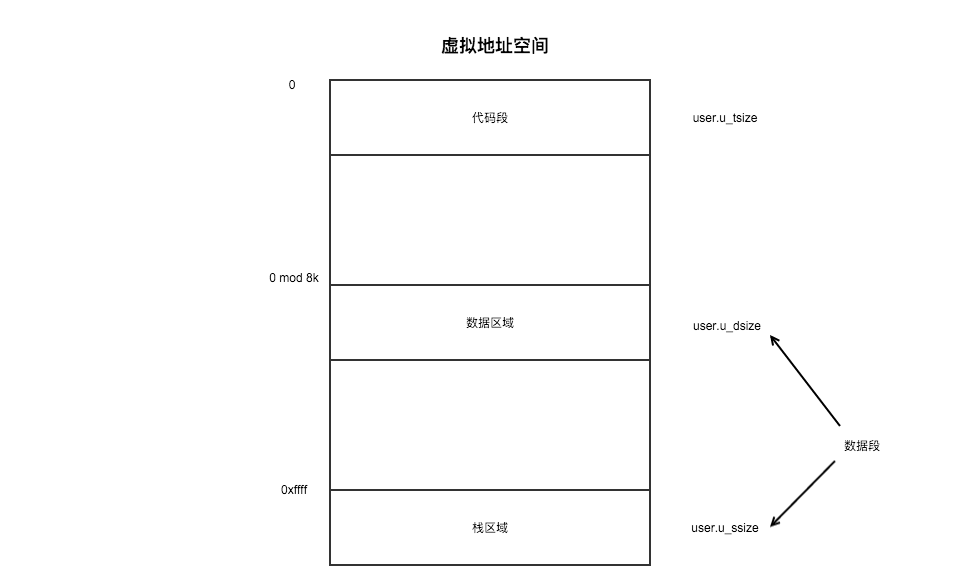 虚拟地址空间
0
代码段
user.u_tsize
0 mod 8k
数据区域
user.u_dsize
数据段
0xffff
栈区域
user.u_ssize